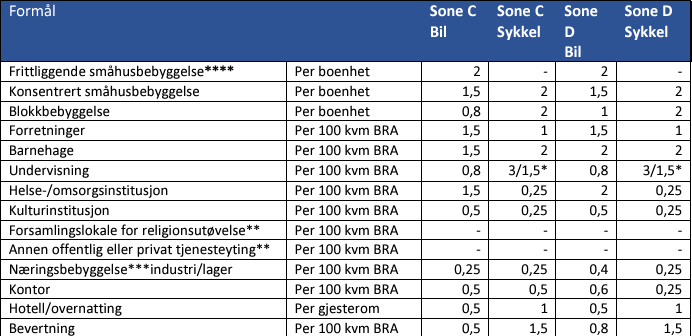 Formål Sone C Bil Sone C Sykkel Sone D Bil Sone D Sykkel
Frittliggende småhusbebyggelse**** Per boenhet 2 - 2 -
Konsentrert småhusbebyggelse Per boenhet 1,5 2 1,5 2
Blokkbebyggelse Per boenhet 0,8 2 1 2
Forretninger Per 100 kvm BRA 1,5 1 1,5 1
Barnehage Per 100 kvm BRA 1,5 2 2 2
Undervisning Per 100 kvm BRA 0,8 3/1,5* 0,8 3/1,5*
Helse-/omsorgsinstitusjon Per 100 kvm BRA 1,5 0,25 2 0,25
Kulturinstitusjon Per 100 kvm BRA 0,5 0,25 0,5 0,25
Forsamlingslokale for religionsutøvelse** Per 100 kvm BRA - - - -
Annen offentlig eller privat tjenesteyting** Per 100 kvm BRA - - - -
Næringsbebyggelse***industri/lager Per 100 kvm BRA 0,25 0,25 0,4 0,25
Kontor Per 100 kvm BRA 0,5 0,5 0,6 0,25
Hotell/overnatting Per gjesterom 0,5 1 0,5 1
Bevertning Per 100 kvm BRA 0,5 1,5 0,8 1,5